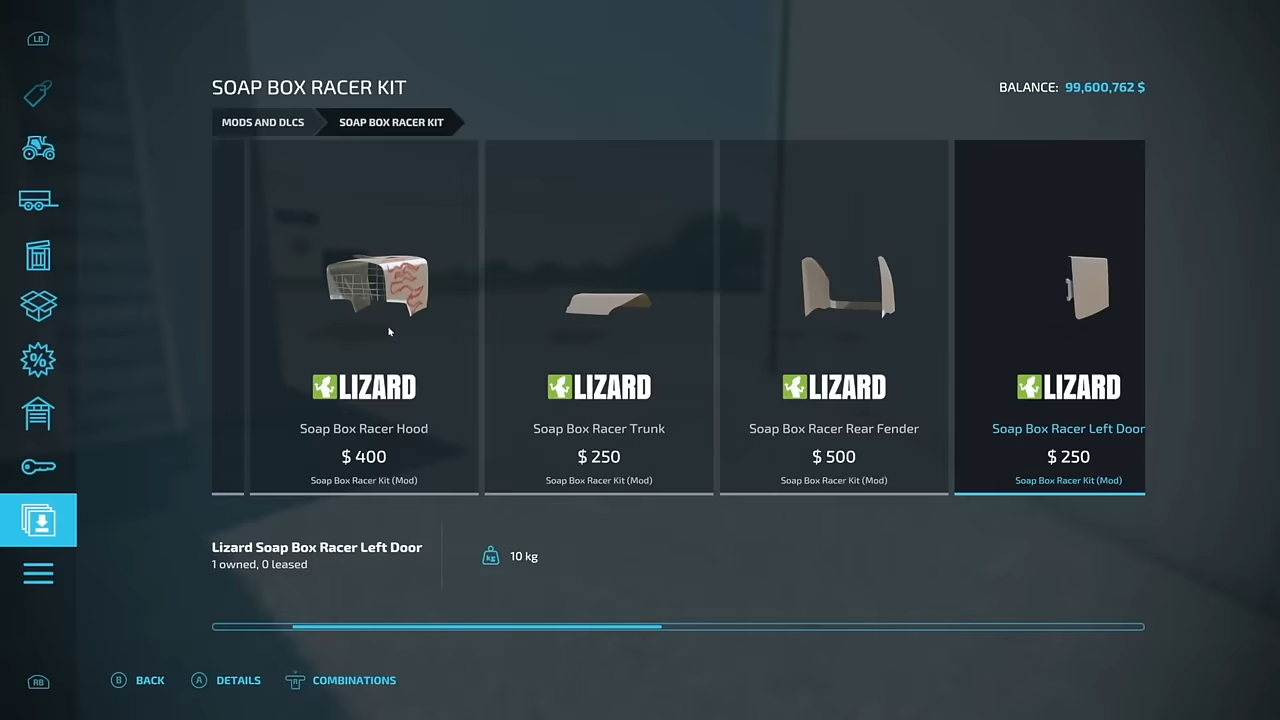 LB
SOAP BOX RACER KIT
BALANCE: 99,600,762 $
MODS AND DLCS
SOAP BOX RACER KIT
LIZARD
Soap Box Racer Hood
$ 400
Soap Box Racer Kit (Mod)
LIZARD
Soap Box Racer Trunk
$ 250
Soap Box Racer Kit (Mod)
LIZARD
Soap Box Racer Rear Fender
$ 500
Soap Box Racer Kit (Mod)
LIZARD
Soap Box Racer Left Door
$ 250
Soap Box Racer Kit (Mod)
Lizard Soap Box Racer Left Door
1 owned, 0 leased
kg
10 kg
RB
B BACK
A DETAILS
R COMBINATIONS